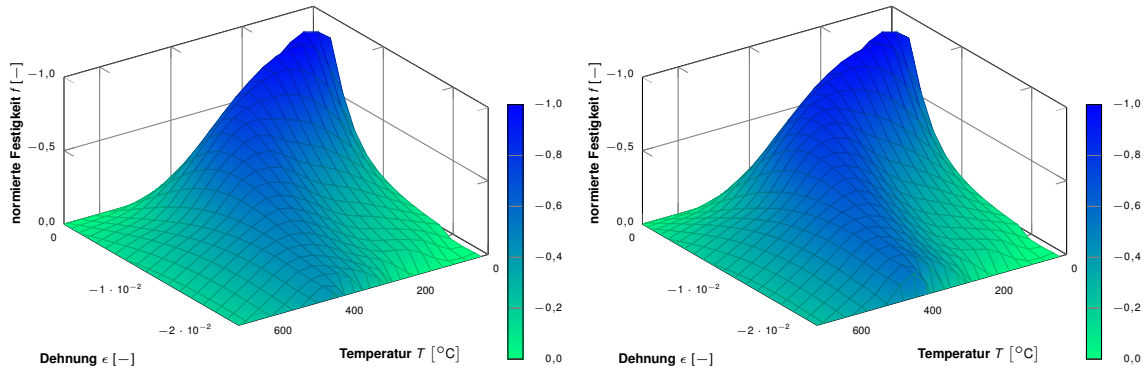 normierte Festigkeit f [−]
−1,0
−0,5
0,0
0
−1 · 10⁻²
−2 · 10⁻²
Dehnung ϵ [−]
600
400
200
0
Temperatur T [°C]
−1,0
−0,8
−0,6
−0,4
−0,2
0,0
normierte Festigkeit f [−]
−1,0
−0,5
0,0
0
−1 · 10⁻²
−2 · 10⁻²
Dehnung ϵ [−]
600
400
200
0
Temperatur T [°C]
−1,0
−0,8
−0,6
−0,4
−0,2
0,0